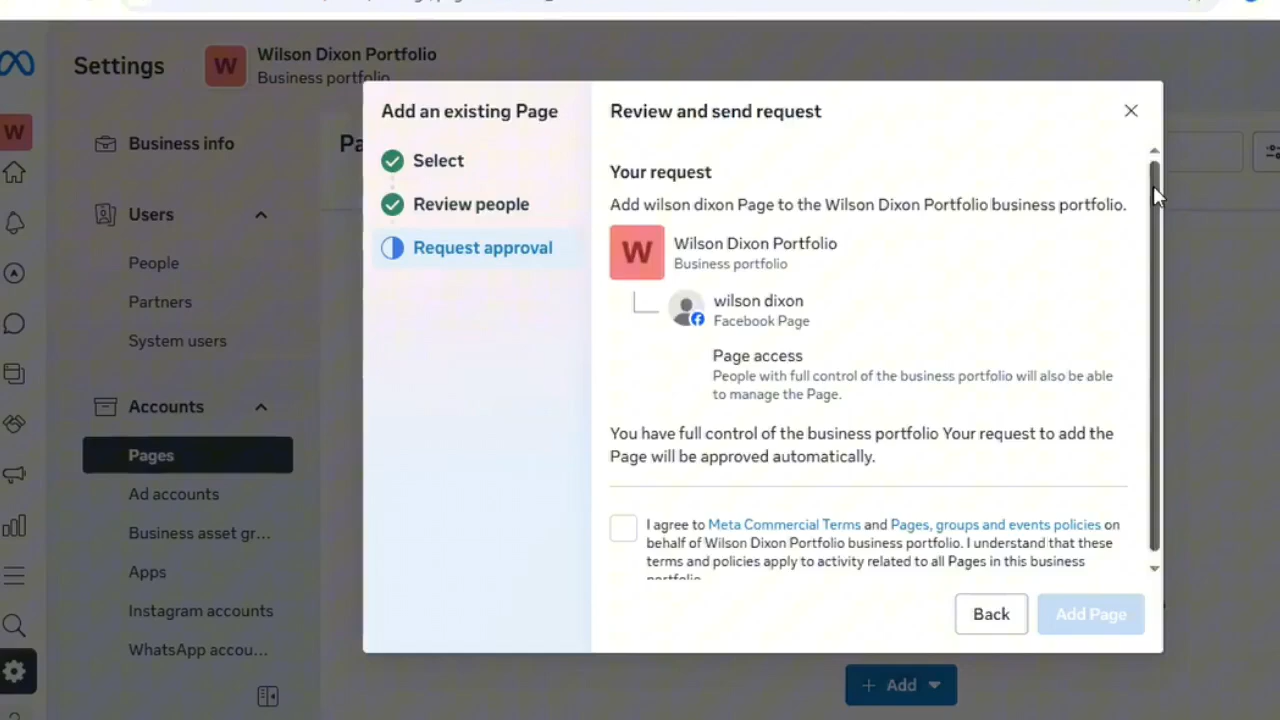 Settings
W
Wilson Dixon Portfolio
Business portfolio
W
Business info
Users
People
Partners
System users
Accounts
Pages
Ad accounts
Business asset gr...
Apps
Instagram accounts
WhatsApp accou...
Pa
Add an existing Page
Select
Review people
Request approval
Review and send request
Your request
Add wilson dixon Page to the Wilson Dixon Portfolio business portfolio.
W
Wilson Dixon Portfolio
Business portfolio
wilson dixon
Facebook Page
Page access
People with full control of the business portfolio will also be able
to manage the Page.
You have full control of the business portfolio Your request to add the
Page will be approved automatically.
I agree to Meta Commercial Terms and Pages, groups and events policies on
behalf of Wilson Dixon Portfolio business portfolio. I understand that these
terms and policies apply to activity related to all Pages in this business
portfolio.
Back
Add Page
+ Add